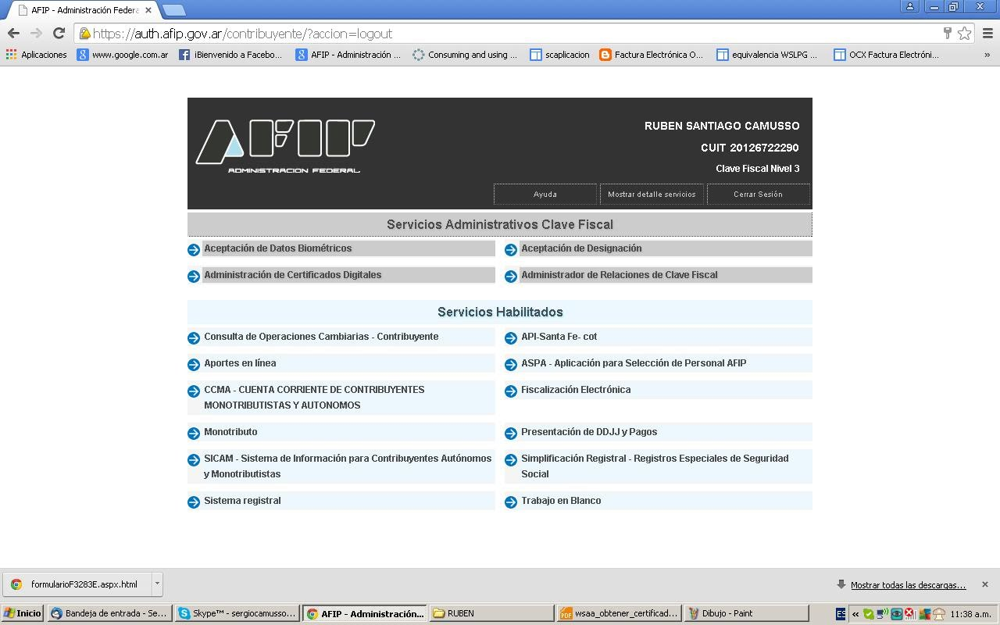 AFIP - Administración Federa
https://auth.afip.gov.ar/contribuyente/?accion=logout
Aplicaciones
www.google.com.ar
¡Bienvenido a Facebo...
AFIP - Administración ...
Consuming and using ...
scaplicacion
Factura Electrónica O...
equivalencia WSLPG ...
OCX Factura Electróni...
»
AFIP
ADMINISTRACION FEDERAL
RUBEN SANTIAGO CAMUSSO
CUIT 20126722290
Clave Fiscal Nivel 3
Ayuda
Mostrar detalle servicios
Cerrar Sesión
Servicios Administrativos Clave Fiscal
Aceptación de Datos Biométricos
Aceptación de Designación
Administración de Certificados Digitales
Administrador de Relaciones de Clave Fiscal
Servicios Habilitados
Consulta de Operaciones Cambiarias - Contribuyente
API-Santa Fe- cot
Aportes en línea
ASPA - Aplicación para Selección de Personal AFIP
CCMA - CUENTA CORRIENTE DE CONTRIBUYENTES
MONOTRIBUTISTAS Y AUTONOMOS
Fiscalización Electrónica
Monotributo
Presentación de DDJJ y Pagos
SICAM - Sistema de Información para Contribuyentes Autónomos
y Monotributistas
Simplificación Registral - Registros Especiales de Seguridad
Social
Sistema registral
Trabajo en Blanco
formularioF3283E.aspx.html
Mostrar todas las descargas...
Inicio
Bandeja de entrada - Se...
Skype™ - sergiocamusso...
AFIP - Administración...
RUBEN
wsaa_obtener_certificad...
Dibujo - Paint
ES
«
11:38 a.m.